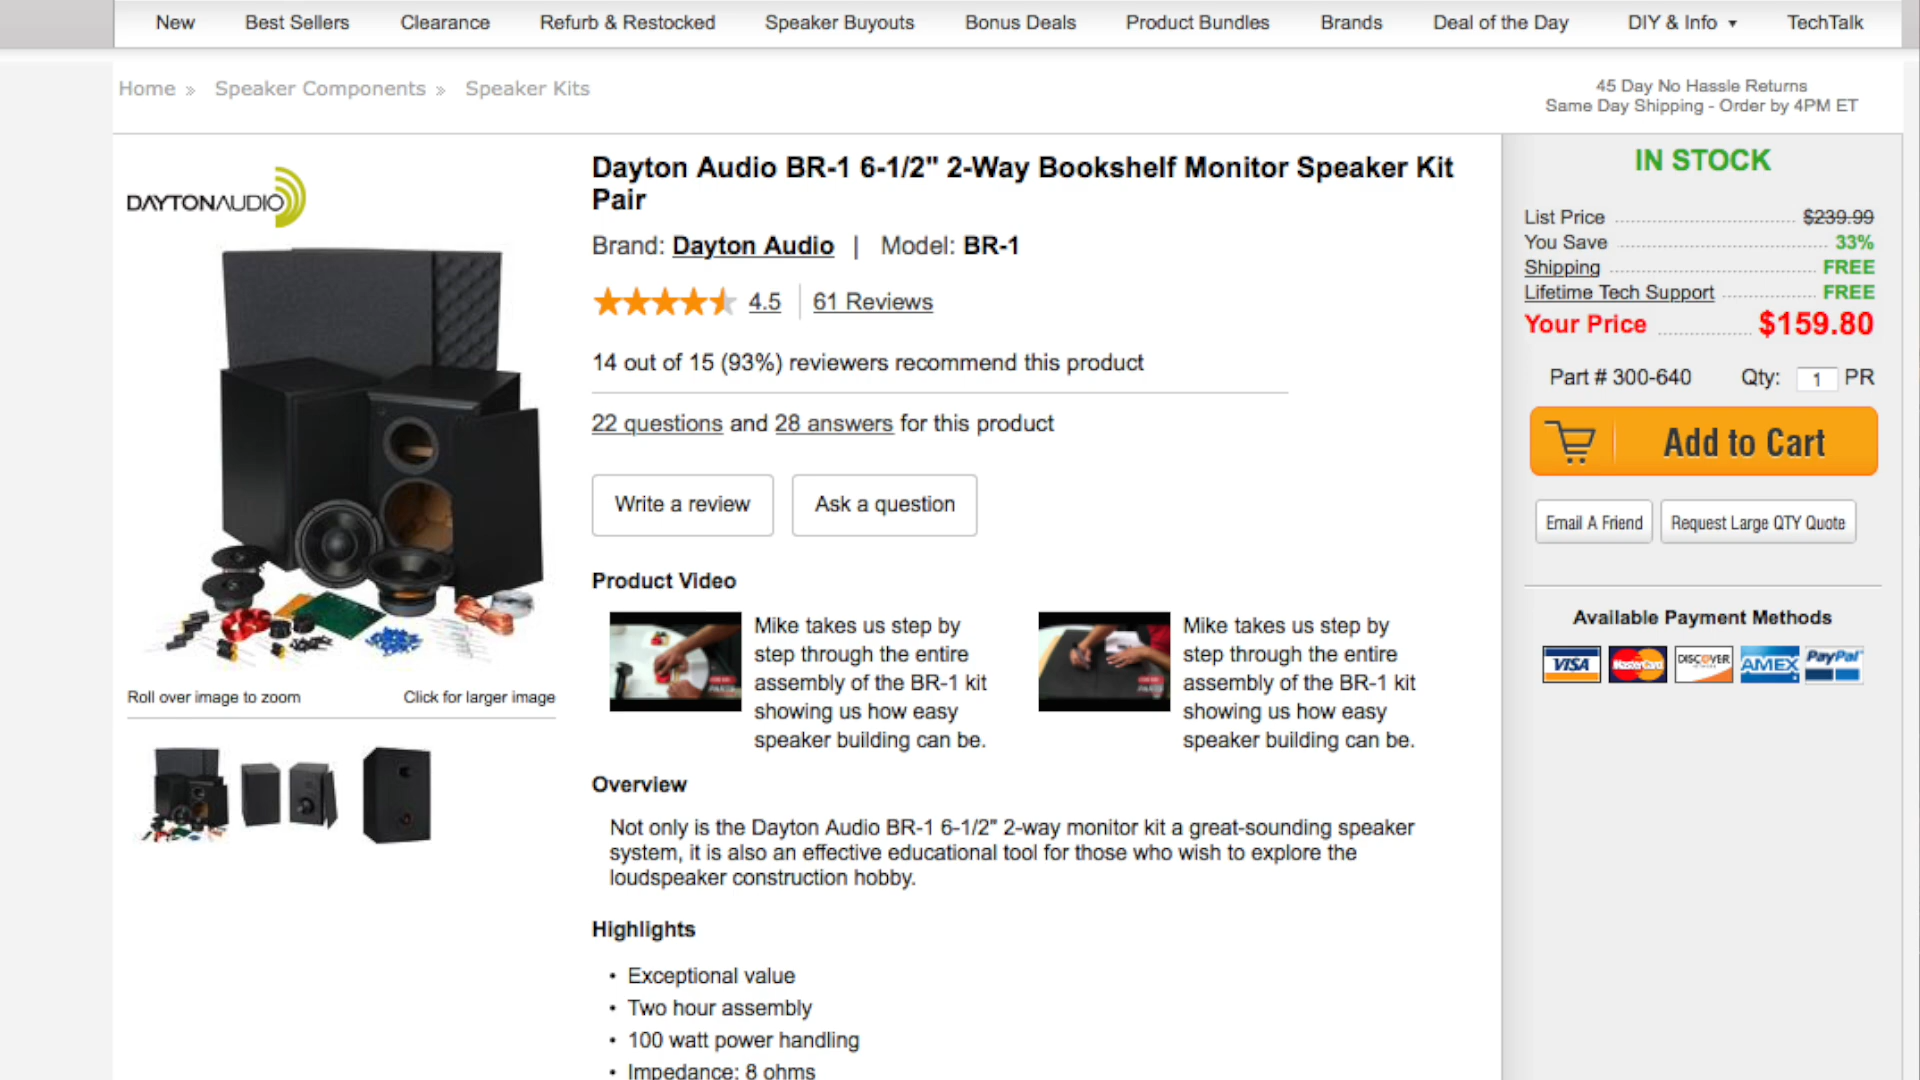 New Best Sellers Clearance Refurb & Restocked Speaker Buyouts Bonus Deals Product Bundles Brands Deal of the Day DIY & Info ▾ TechTalk
Home » Speaker Components » Speaker Kits
45 Day No Hassle Returns
Same Day Shipping - Order by 4PM ET
DAYTONAUDIO
Roll over image to zoom Click for larger image
Dayton Audio BR-1 6-1/2" 2-Way Bookshelf Monitor Speaker Kit
Pair
Brand: Dayton Audio | Model: BR-1
4.5 61 Reviews
14 out of 15 (93%) reviewers recommend this product
22 questions and 28 answers for this product
Write a review Ask a question
Product Video
Mike takes us step by
step through the entire
assembly of the BR-1 kit
showing us how easy
speaker building can be.
Mike takes us step by
step through the entire
assembly of the BR-1 kit
showing us how easy
speaker building can be.
Overview
Not only is the Dayton Audio BR-1 6-1/2" 2-way monitor kit a great-sounding speaker
system, it is also an effective educational tool for those who wish to explore the
loudspeaker construction hobby.
Highlights
• Exceptional value
• Two hour assembly
• 100 watt power handling
• Impedance: 8 ohms
IN STOCK
List Price $239.99
You Save 33%
Shipping FREE
Lifetime Tech Support FREE
Your Price $159.80
Part # 300-640 Qty: 1 PR
Add to Cart
Email A Friend Request Large QTY Quote
Available Payment Methods
VISA MasterCard DISCOVER AMEX PayPal